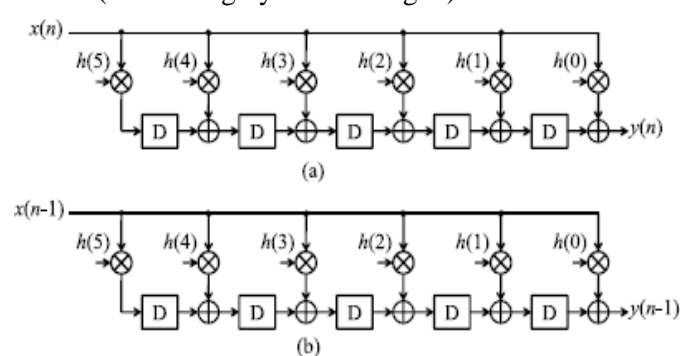 x(n)
h(5) h(4) h(3) h(2) h(1) h(0)
D D D D D y(n)
(a)
x(n-1)
h(5) h(4) h(3) h(2) h(1) h(0)
D D D D D y(n-1)
(b)